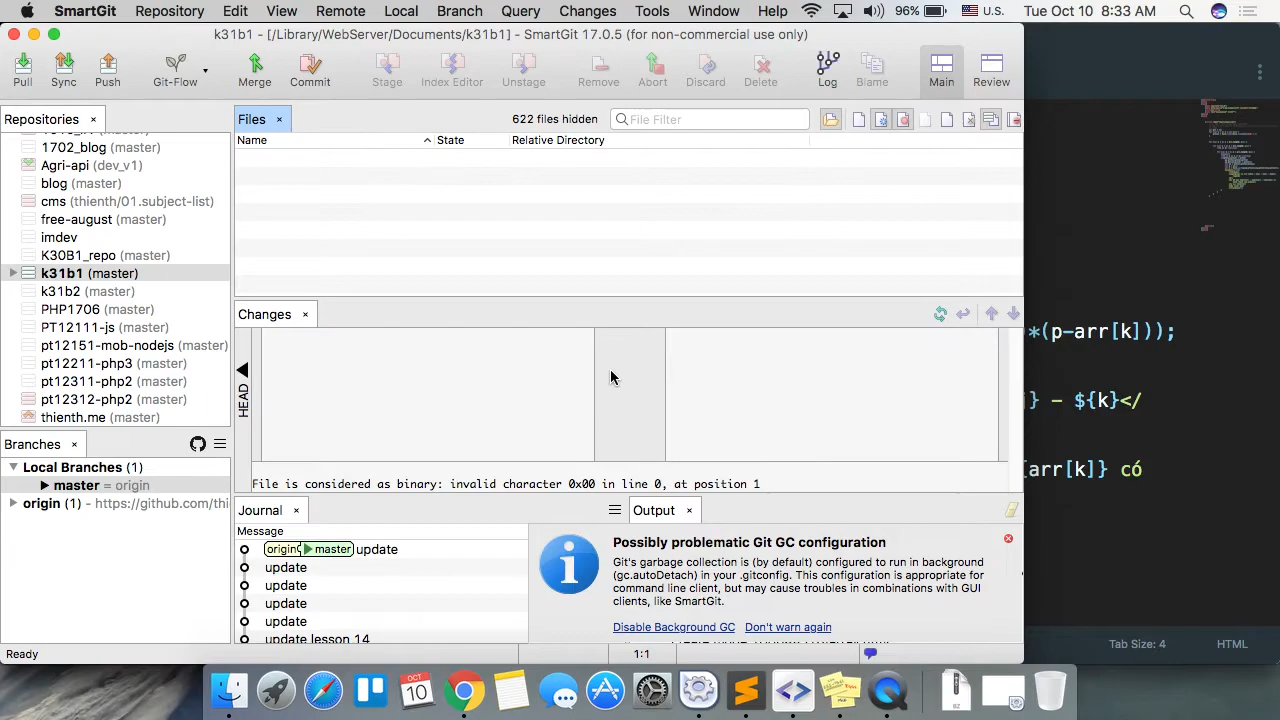 SmartGit Repository Edit View Remote Local Branch Query Changes Tools Window Help 96% U.S. Tue Oct 10 8:33 AM
k31b1 - [/Library/WebServer/Documents/k31b1] - SmartGit 17.0.5 (for non-commercial use only)
Pull Sync Push Git-Flow Merge Commit Stage Index Editor Unstage Remove Abort Discard Delete Log Blame Main Review
Repositories
1702_blog (master)
Agri-api (dev_v1)
blog (master)
cms (thienth/01.subject-list)
free-august (master)
imdev
K30B1_repo (master)
k31b1 (master)
k31b2 (master)
PHP1706 (master)
PT12111-js (master)
pt12151-mob-nodejs (master)
pt12211-php3 (master)
pt12311-php2 (master)
pt12312-php2 (master)
thienth.me (master)
Files
hidden File Filter
Name State Relative Directory
Changes
HEAD
File is considered as binary: invalid character 0x00 in line 0, at position 1
Branches
Local Branches (1)
master = origin
origin (1) - https://github.com/thi
Journal
Message
origin master update
update
update
update
update
update lesson 14
Output
Possibly problematic Git GC configuration
Git's garbage collection is (by default) configured to run in background
(gc.autoDetach) in your .gitconfig. This configuration is appropriate for
command line client, but may cause troubles in combinations with GUI
clients, like SmartGit.
Disable Background GC Don't warn again
Ready 1:1
*(p-arr[k]));
} - ${k}</
[arr[k]} có
Tab Size: 4 HTML
OCT
10